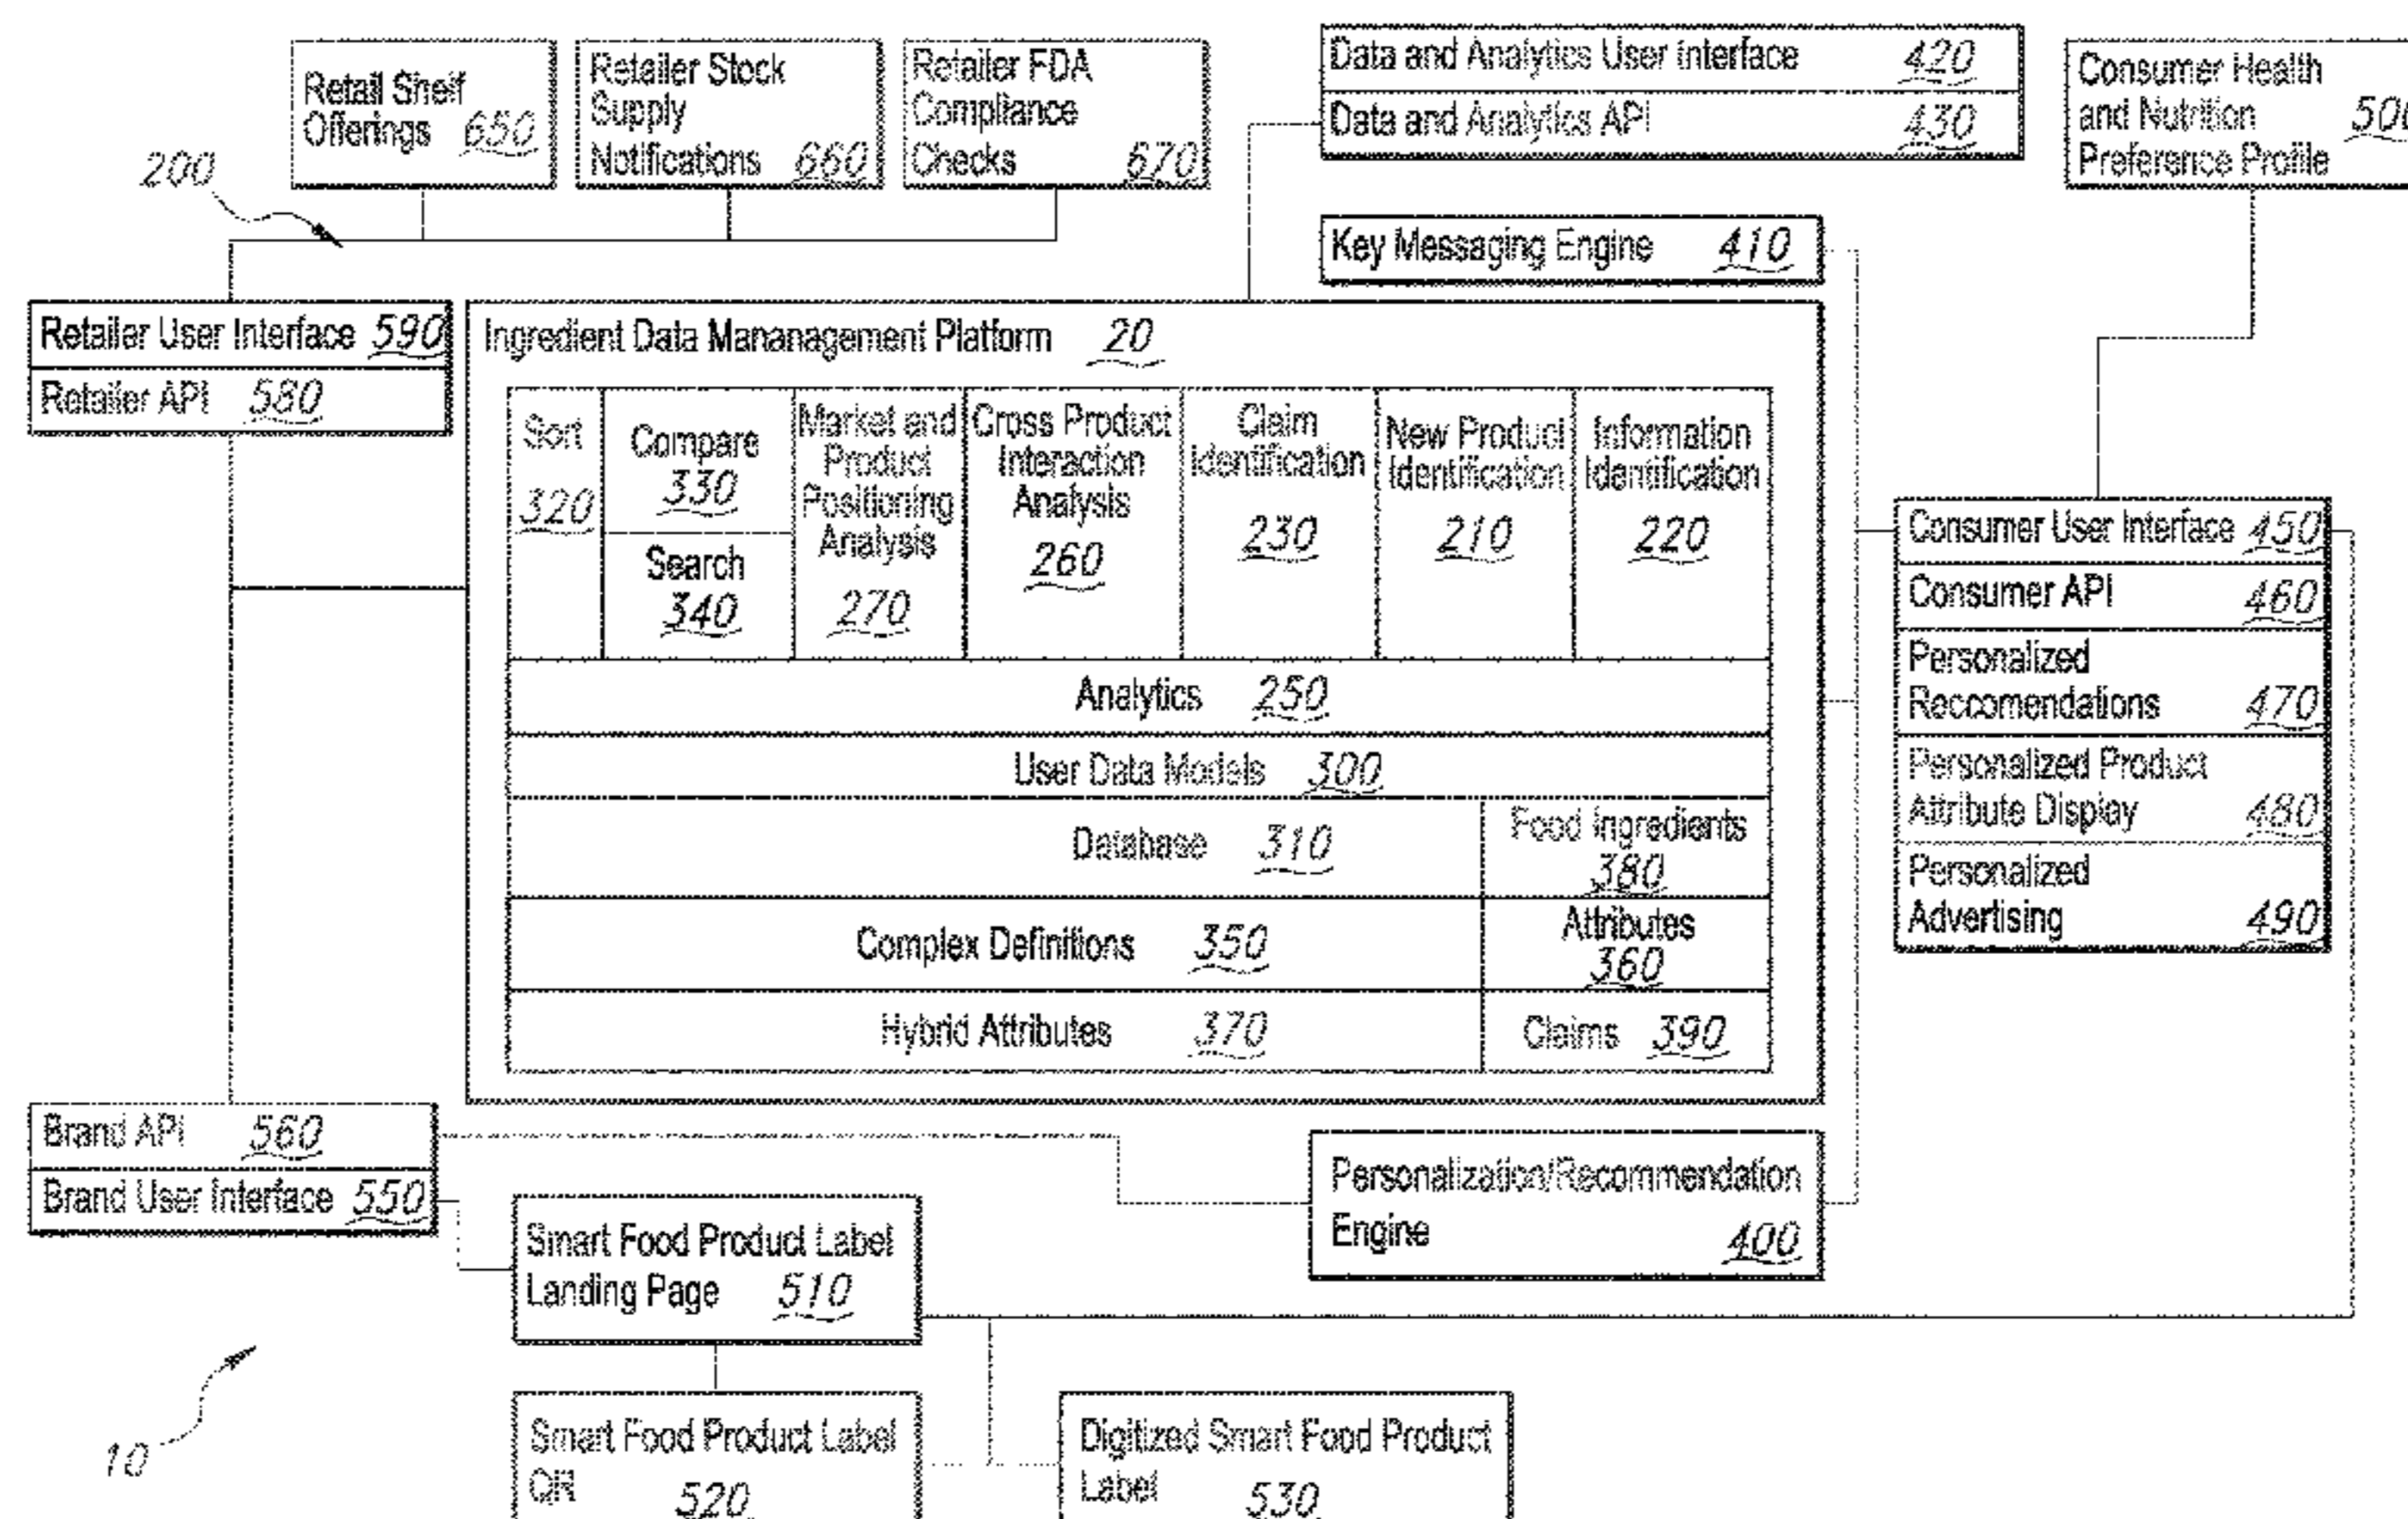 Retail Shelf
Offerings 650
Retailer Stock
Supply
Notifications 660
Retailer FDA
Compliance
Checks 670
Data and Analytics User Interface 420
Data and Analytics API 430
Consumer Health
and Nutrition
Preference Profile
200
Key Messaging Engine 410
Retailer User Interface 590
Retailer API 580
Ingredient Data Mananagement Platform 20
Sort
320
Compare
330
Search
340
Market and
Product
Positioning
Analysis
270
Cross Product
Interaction
Analysis
260
Claim
Identification
230
New Product
Identification
210
Information
Identification
220
Analytics 250
User Data Models 300
Database 310
Food Ingredients
380
Complex Definitions 350
Attributes
360
Hybrid Attributes 370
Claims 390
Consumer User Interface 450
Consumer API 460
Personalized
Reccomendations 470
Personalized Product
Attribute Display 480
Personalized
Advertising 490
Brand API 560
Brand User Interface 550
Personalization/Recommendation
Engine 400
Smart Food Product Label
Landing Page 510
10
Smart Food Product Label
QR 520
Digitized Smart Food Product
Label 530